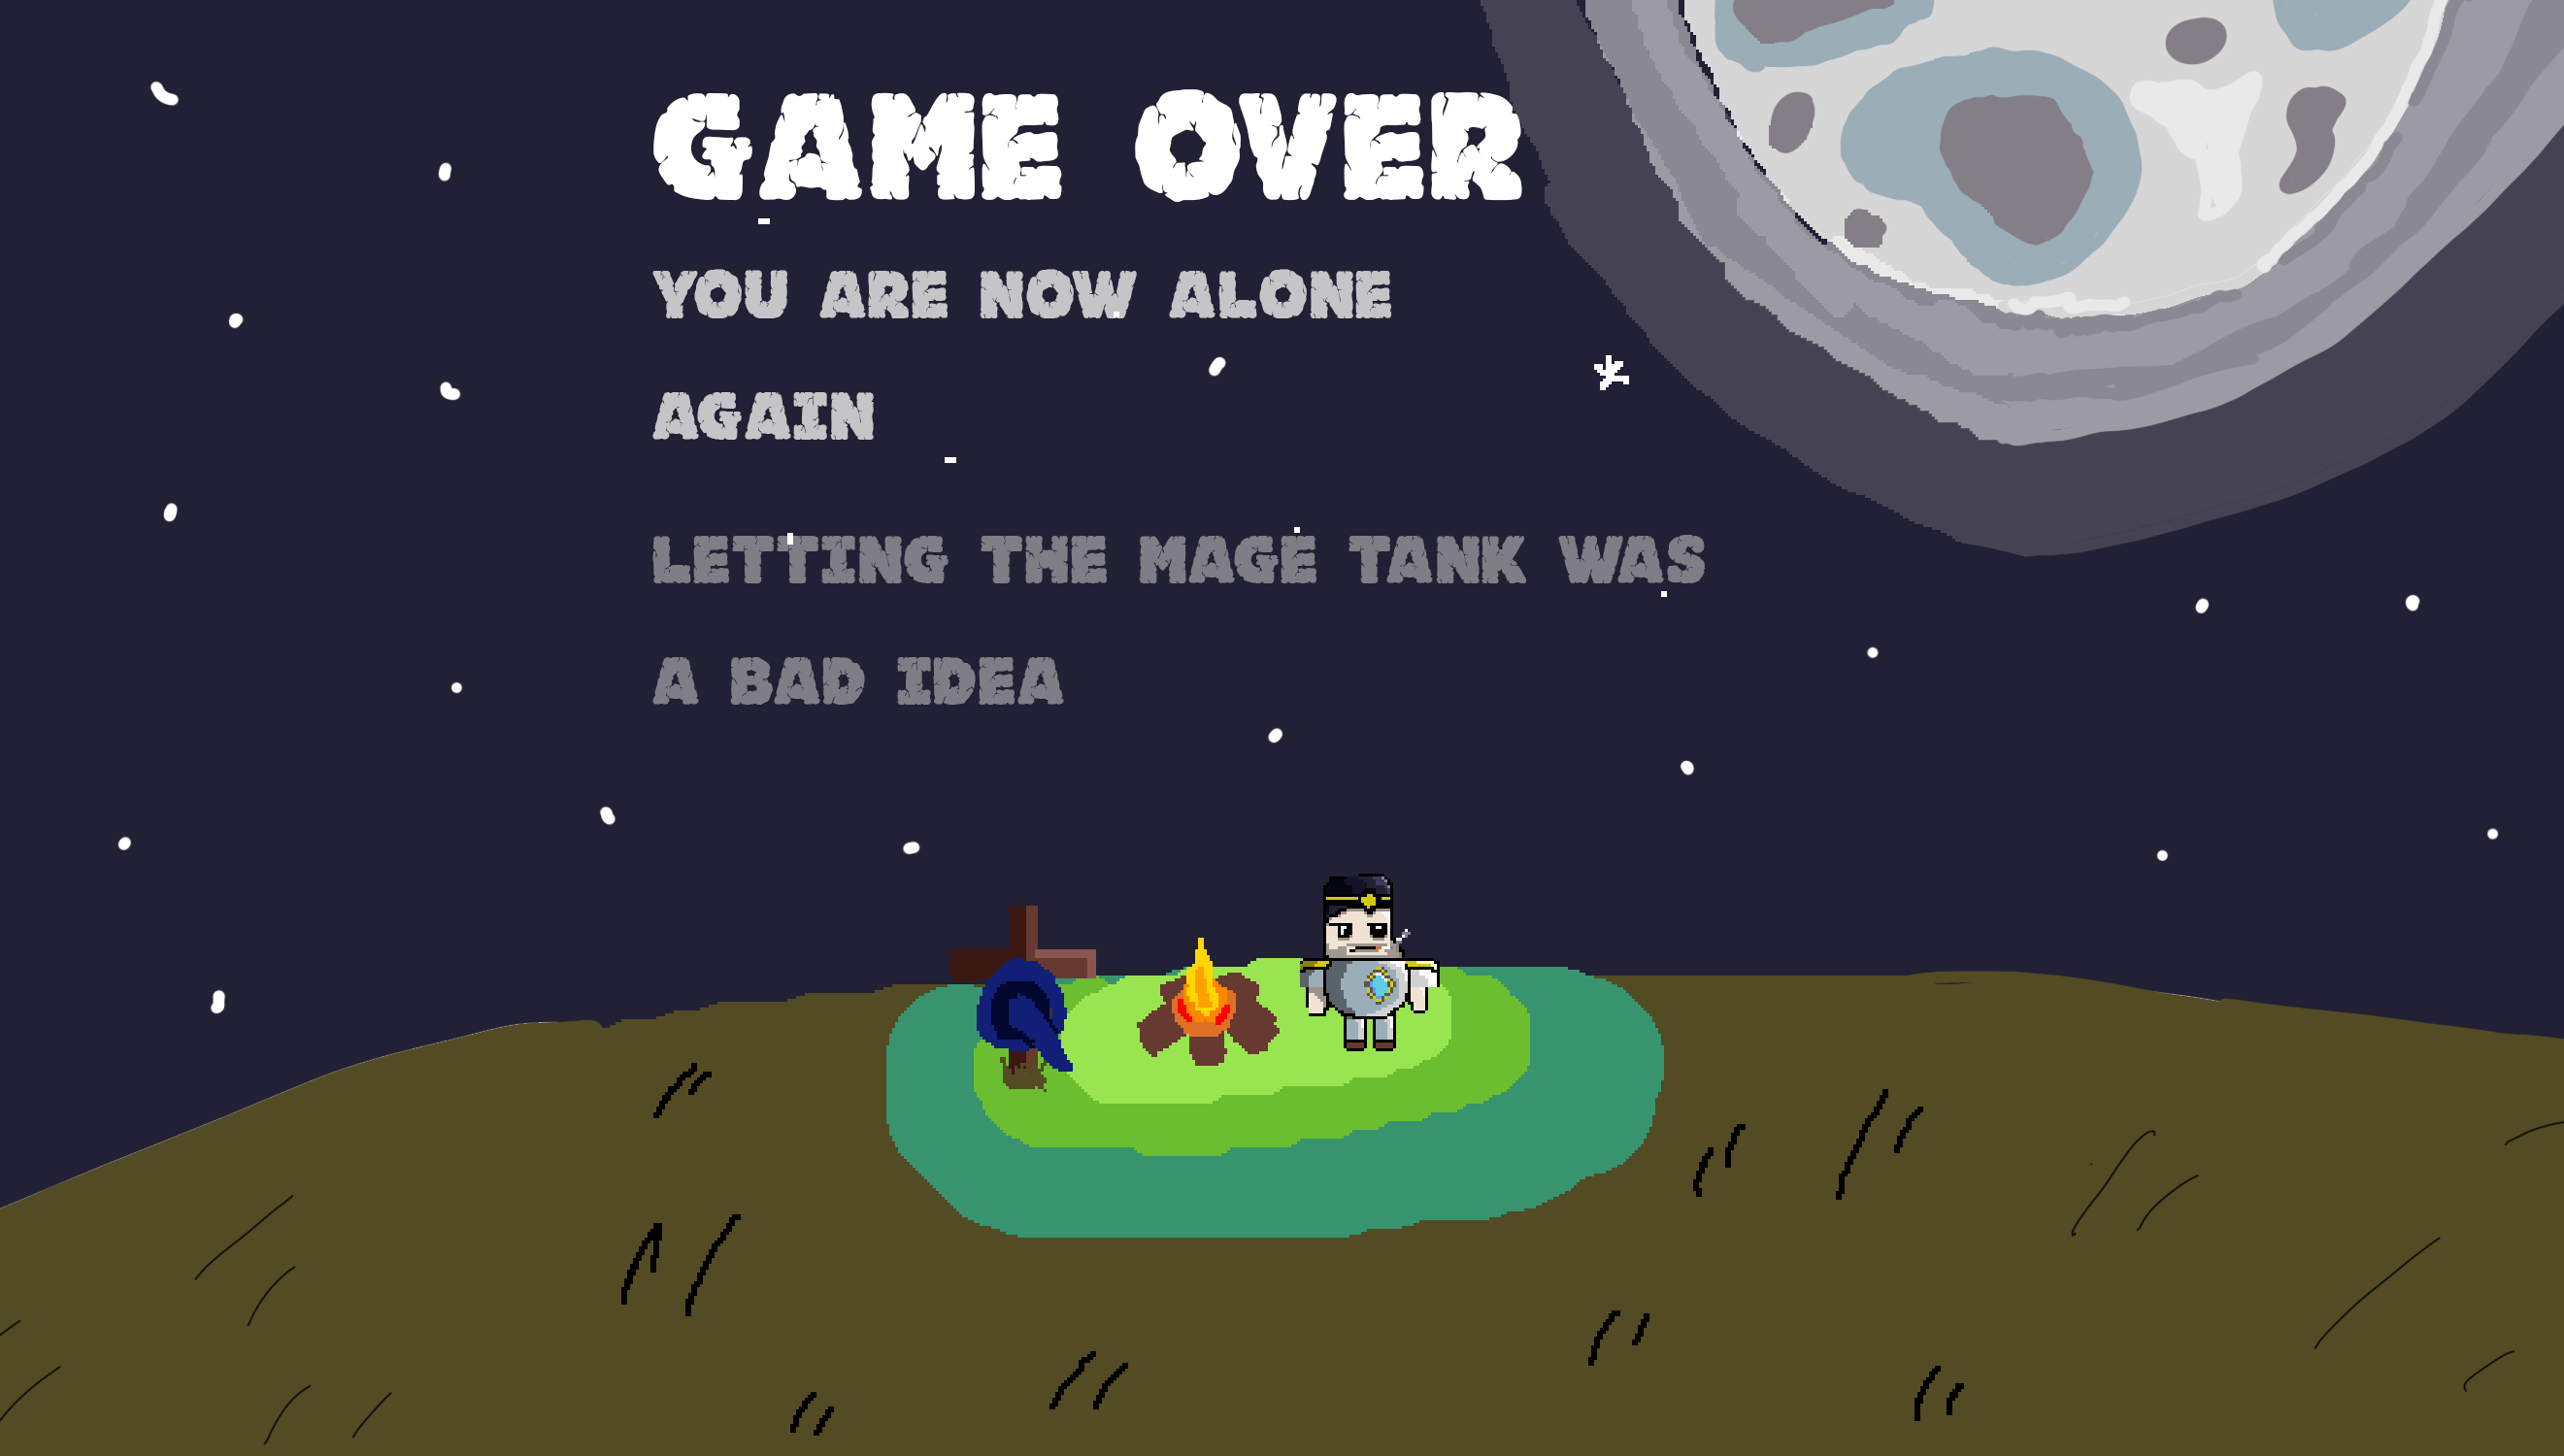 GAME OVER
YOU ARE NOW ALONE
AGAIN
LETTING THE MAGE TANK WAS
A BAD IDEA